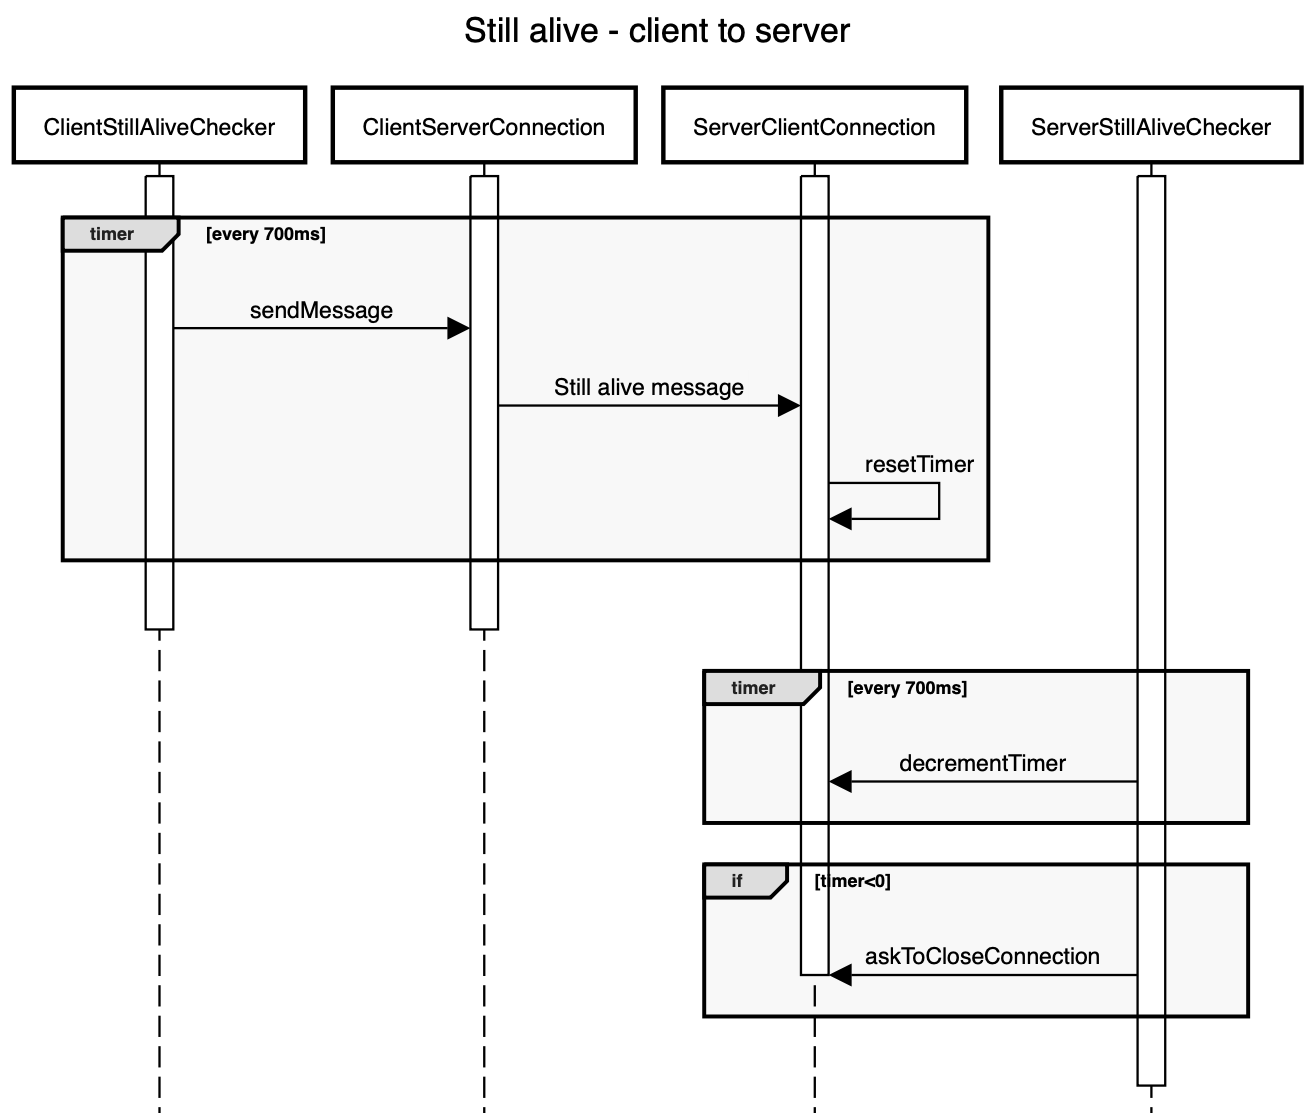 Still alive - client to server
ClientStillAliveChecker
ClientServerConnection
ServerClientConnection
ServerStillAliveChecker
timer [every 700ms]
sendMessage
Still alive message
resetTimer
timer [every 700ms]
decrementTimer
if [timer<0]
askToCloseConnection